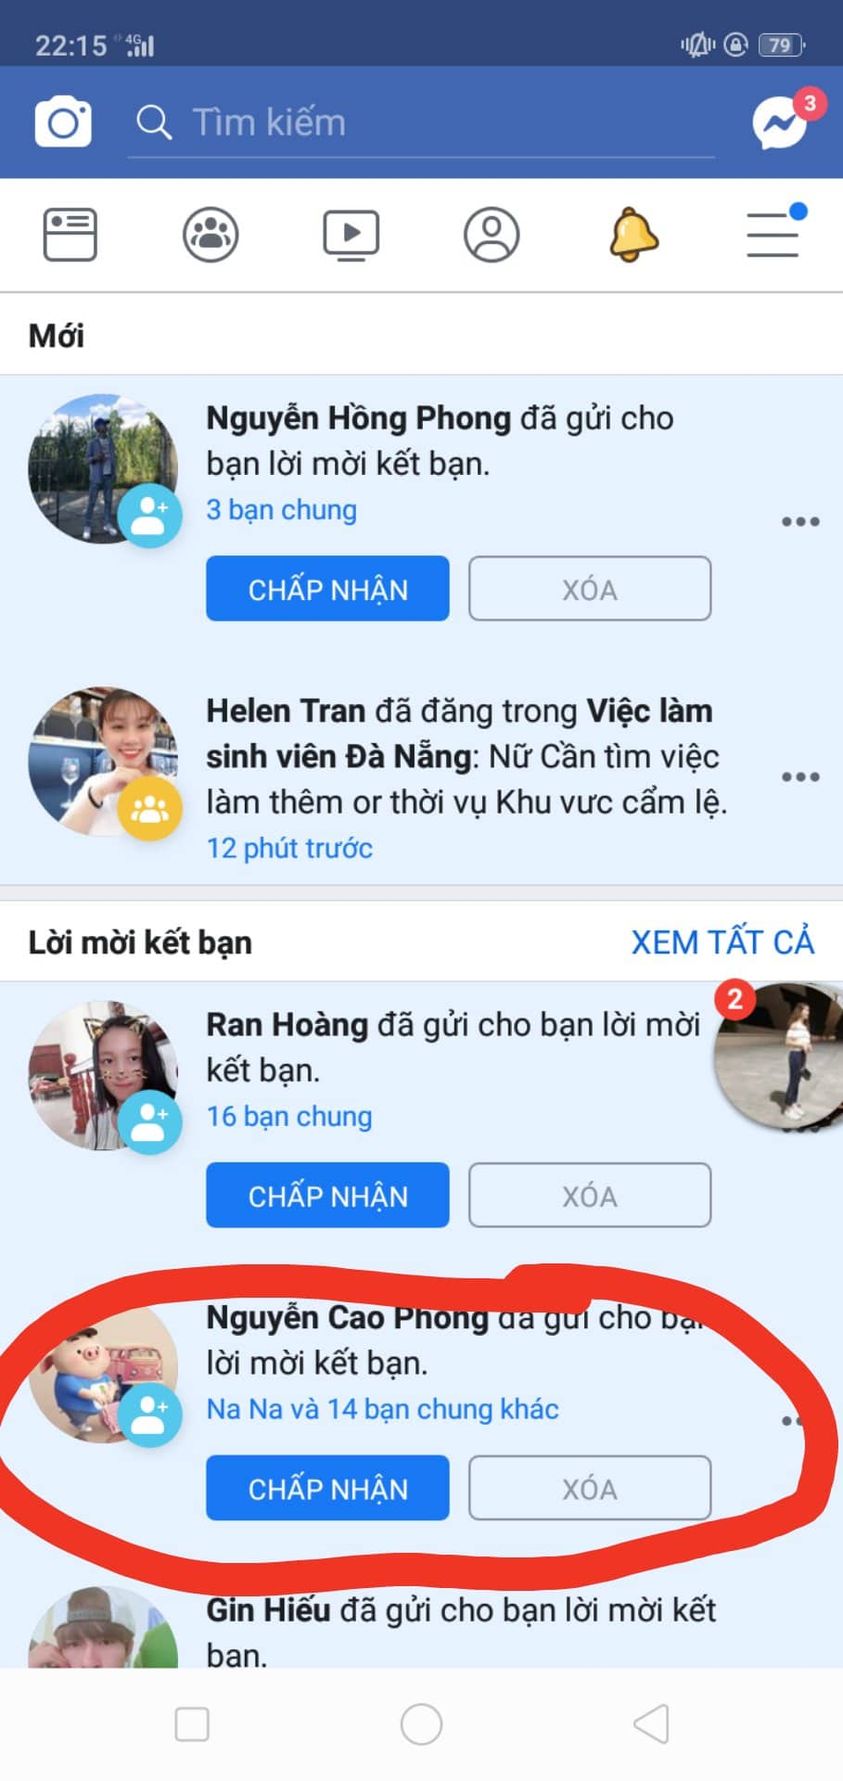 22:15 4G 79
Tìm kiếm 3
Mới
Nguyễn Hồng Phong đã gửi cho
bạn lời mời kết bạn.
3 bạn chung
CHẤP NHẬN XÓA
Helen Tran đã đăng trong Việc làm
sinh viên Đà Nẵng: Nữ Cần tìm việc
làm thêm or thời vụ Khu vưc cẩm lệ.
12 phút trước
Lời mời kết bạn XEM TẤT CẢ
2
Ran Hoàng đã gửi cho bạn lời mời
kết bạn.
16 bạn chung
CHẤP NHẬN XÓA
Nguyễn Cao Phong đã gửi cho bạn
lời mời kết bạn.
Na Na và 14 bạn chung khác
CHẤP NHẬN XÓA
Gin Hiếu đã gửi cho bạn lời mời kết
bạn.